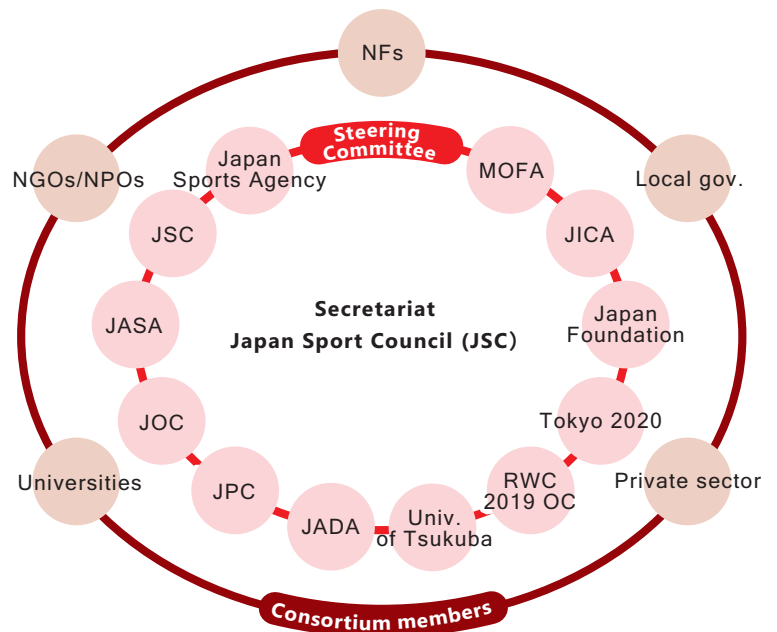 NFs
Steering
Committee
Japan
Sports Agency
MOFA
NGOs/NPOs
Local gov.
JSC
JICA
JASA
Secretariat
Japan Sport Council (JSC)
Japan
Foundation
JOC
Tokyo 2020
Universities
JPC
RWC
2019 OC
Private sector
JADA
Univ.
of Tsukuba
Consortium members